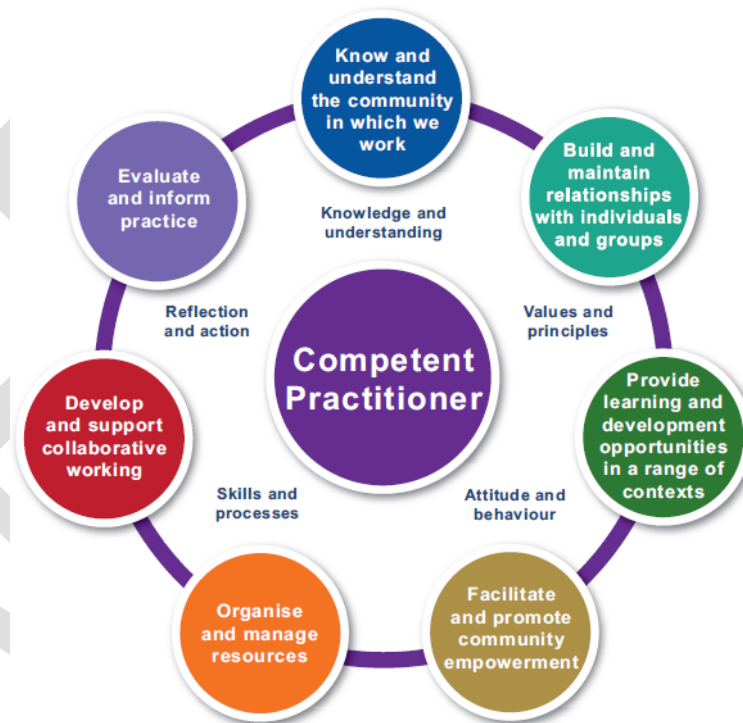 Know and
understand
the community
in which we
work
Build and
maintain
relationships
with individuals
and groups
Provide
learning and
development
opportunities
in a range of
contexts
Facilitate
and promote
community
empowerment
Organise
and manage
resources
Develop
and support
collaborative
working
Evaluate
and inform
practice
Knowledge and
understanding
Values and
principles
Attitude and
behaviour
Skills and
processes
Reflection
and action
Competent
Practitioner